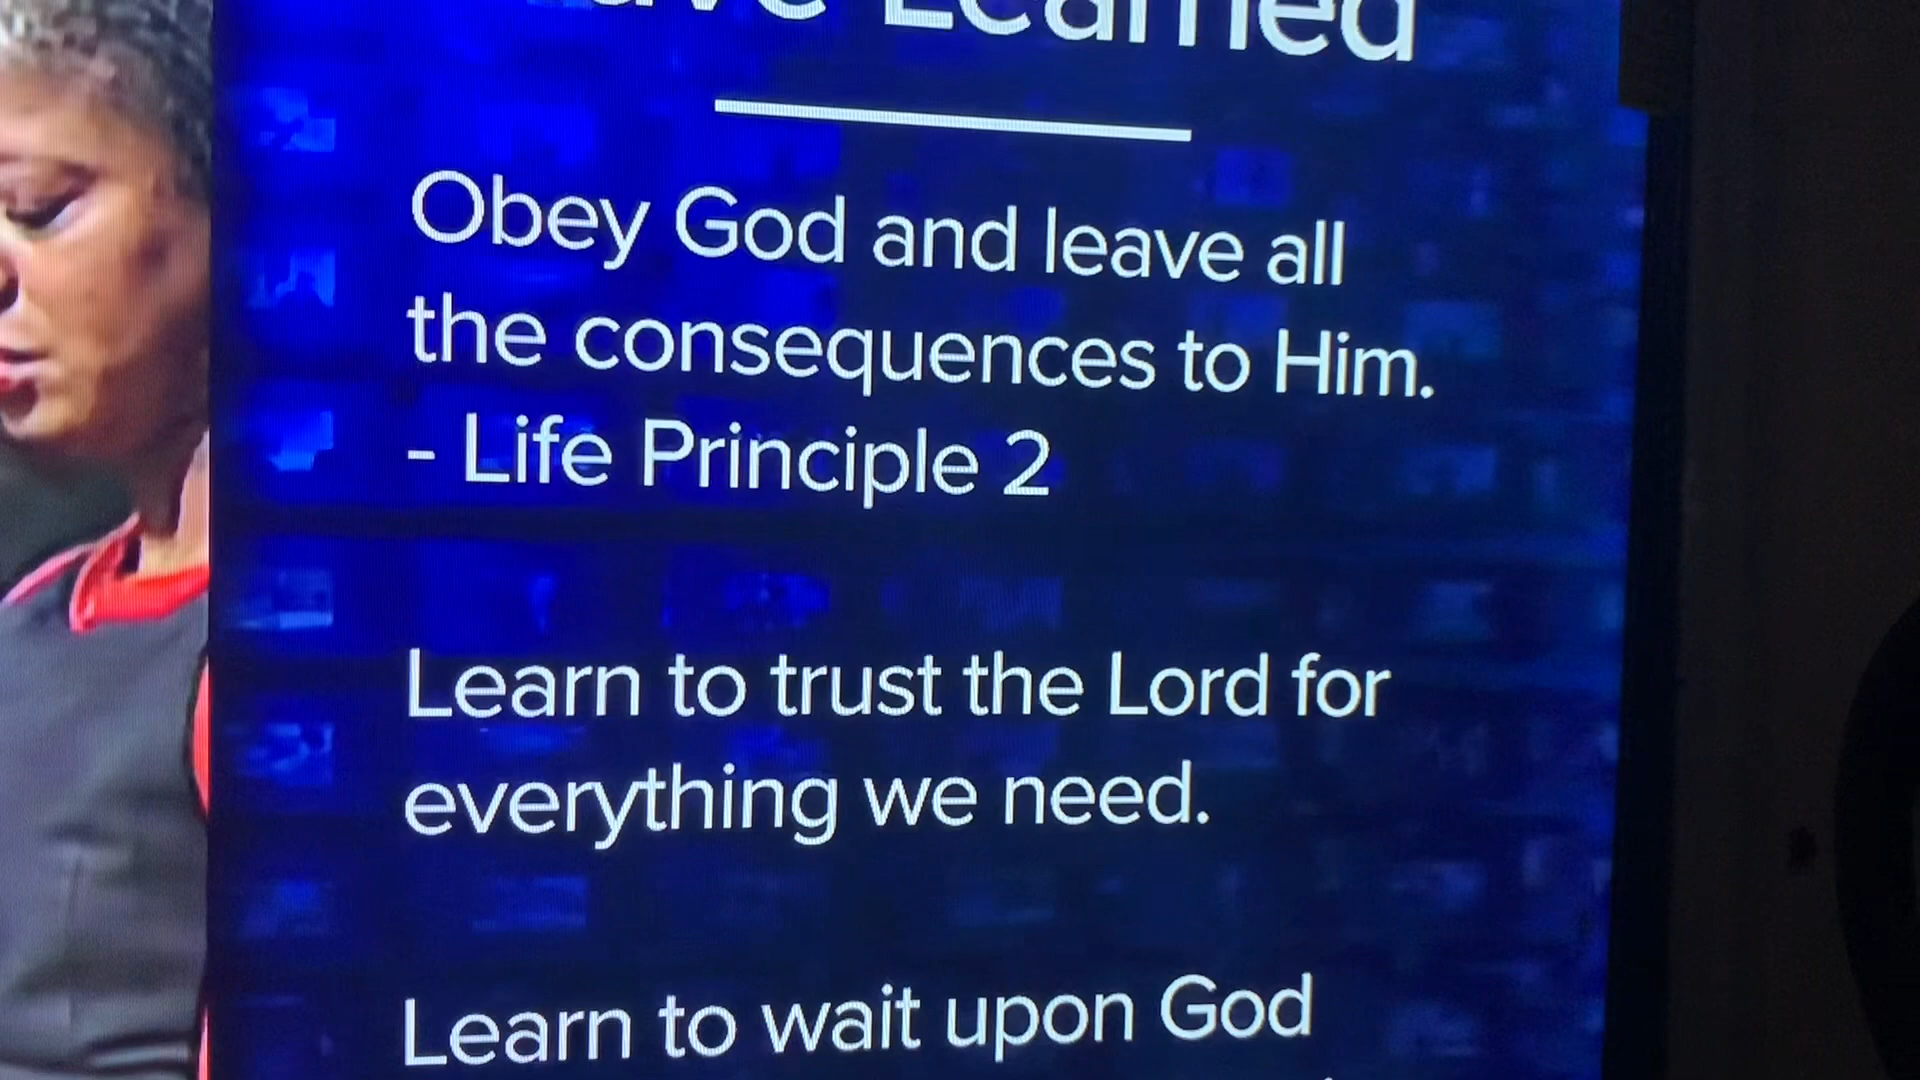 Learned
Obey God and leave all
the consequences to Him.
- Life Principle 2
Learn to trust the Lord for
everything we need.
Learn to wait upon God